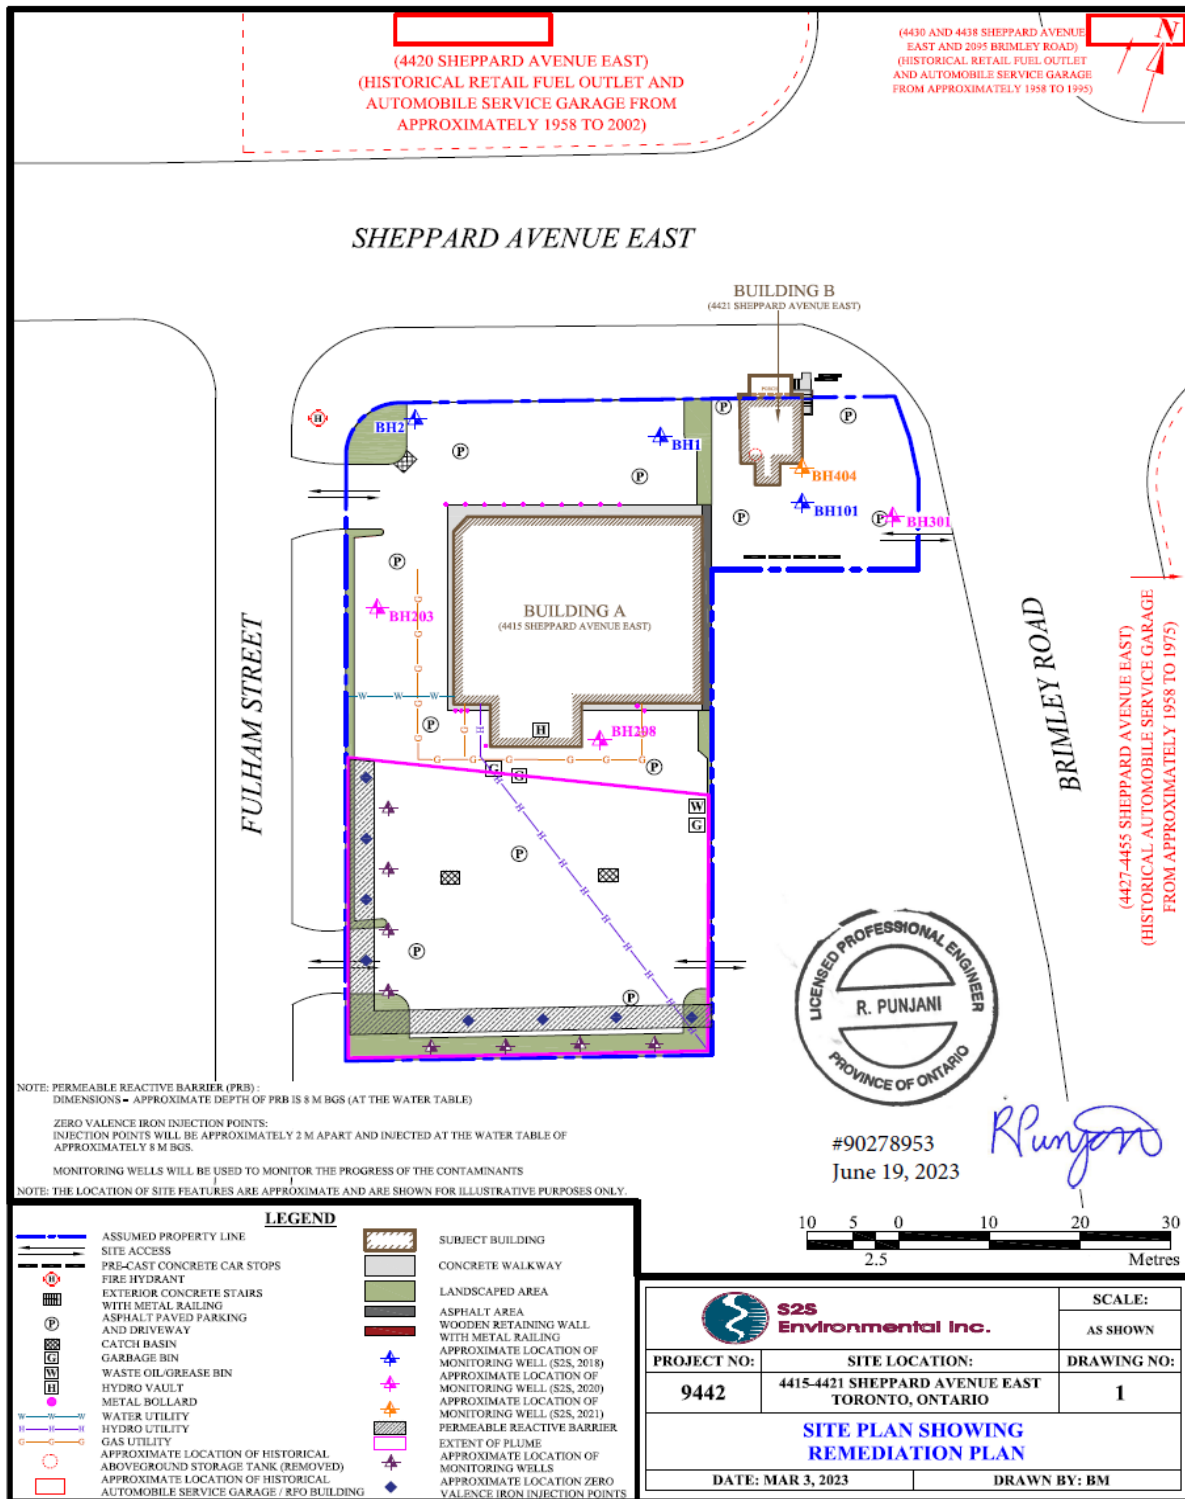 (4420 SHEPPARD AVENUE EAST)
(HISTORICAL RETAIL FUEL OUTLET AND
AUTOMOBILE SERVICE GARAGE FROM
APPROXIMATELY 1958 TO 2002)
(4430 AND 4438 SHEPPARD AVENUE
EAST AND 2095 BRIMLEY ROAD)
(HISTORICAL RETAIL FUEL OUTLET
AND AUTOMOBILE SERVICE GARAGE
FROM APPROXIMATELY 1958 TO 1995)
N
SHEPPARD AVENUE EAST
BUILDING B
(4421 SHEPPARD AVENUE EAST)
H
BH2
BH1
P
P
P
P
BH404
BH101
P
P
BH301
P
BUILDING A
(4415 SHEPPARD AVENUE EAST)
BH203
FULHAM STREET
BRIMLEY ROAD
(4427-4455 SHEPPARD AVENUE EAST)
(HISTORICAL AUTOMOBILE SERVICE GARAGE
FROM APPROXIMATELY 1958 TO 1975)
W W W
P
H
BH208
P
G
G
W
G
P
P
P
LICENSED PROFESSIONAL ENGINEER
R. PUNJANI
PROVINCE OF ONTARIO
#90278953
June 19, 2023
RPunjani
NOTE: PERMEABLE REACTIVE BARRIER (PRB) :
DIMENSIONS - APPROXIMATE DEPTH OF PRB IS 8 M BGS (AT THE WATER TABLE)
ZERO VALENCE IRON INJECTION POINTS:
INJECTION POINTS WILL BE APPROXIMATELY 2 M APART AND INJECTED AT THE WATER TABLE OF
APPROXIMATELY 8 M BGS.
MONITORING WELLS WILL BE USED TO MONITOR THE PROGRESS OF THE CONTAMINANTS
NOTE: THE LOCATION OF SITE FEATURES ARE APPROXIMATE AND ARE SHOWN FOR ILLUSTRATIVE PURPOSES ONLY.
10 5 0 10 20 30
2.5 Metres
LEGEND
ASSUMED PROPERTY LINE
SITE ACCESS
PRE-CAST CONCRETE CAR STOPS
H FIRE HYDRANT
EXTERIOR CONCRETE STAIRS
WITH METAL RAILING
P ASPHALT PAVED PARKING
AND DRIVEWAY
CATCH BASIN
G GARBAGE BIN
W WASTE OIL/GREASE BIN
H HYDRO VAULT
METAL BOLLARD
W W W WATER UTILITY
H H H HYDRO UTILITY
G G G GAS UTILITY
APPROXIMATE LOCATION OF HISTORICAL
ABOVEGROUND STORAGE TANK (REMOVED)
APPROXIMATE LOCATION OF HISTORICAL
AUTOMOBILE SERVICE GARAGE / RFO BUILDING
SUBJECT BUILDING
CONCRETE WALKWAY
LANDSCAPED AREA
ASPHALT AREA
WOODEN RETAINING WALL
WITH METAL RAILING
APPROXIMATE LOCATION OF
MONITORING WELL (S2S, 2018)
APPROXIMATE LOCATION OF
MONITORING WELL (S2S, 2020)
APPROXIMATE LOCATION OF
MONITORING WELL (S2S, 2021)
PERMEABLE REACTIVE BARRIER
EXTENT OF PLUME
APPROXIMATE LOCATION OF
MONITORING WELLS
APPROXIMATE LOCATION ZERO
VALENCE IRON INJECTION POINTS
S2S
Environmental Inc.
SCALE:
AS SHOWN
PROJECT NO:
9442
SITE LOCATION:
4415-4421 SHEPPARD AVENUE EAST
TORONTO, ONTARIO
DRAWING NO:
1
SITE PLAN SHOWING
REMEDIATION PLAN
DATE: MAR 3, 2023
DRAWN BY: BM